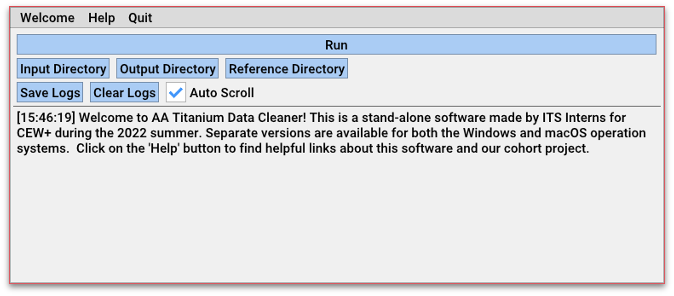 Welcome Help Quit
Run
Input Directory Output Directory Reference Directory
Save Logs Clear Logs Auto Scroll
[15:46:19] Welcome to AA Titanium Data Cleaner! This is a stand-alone software made by ITS Interns for
CEW+ during the 2022 summer. Separate versions are available for both the Windows and macOS operation
systems.  Click on the 'Help' button to find helpful links about this software and our cohort project.